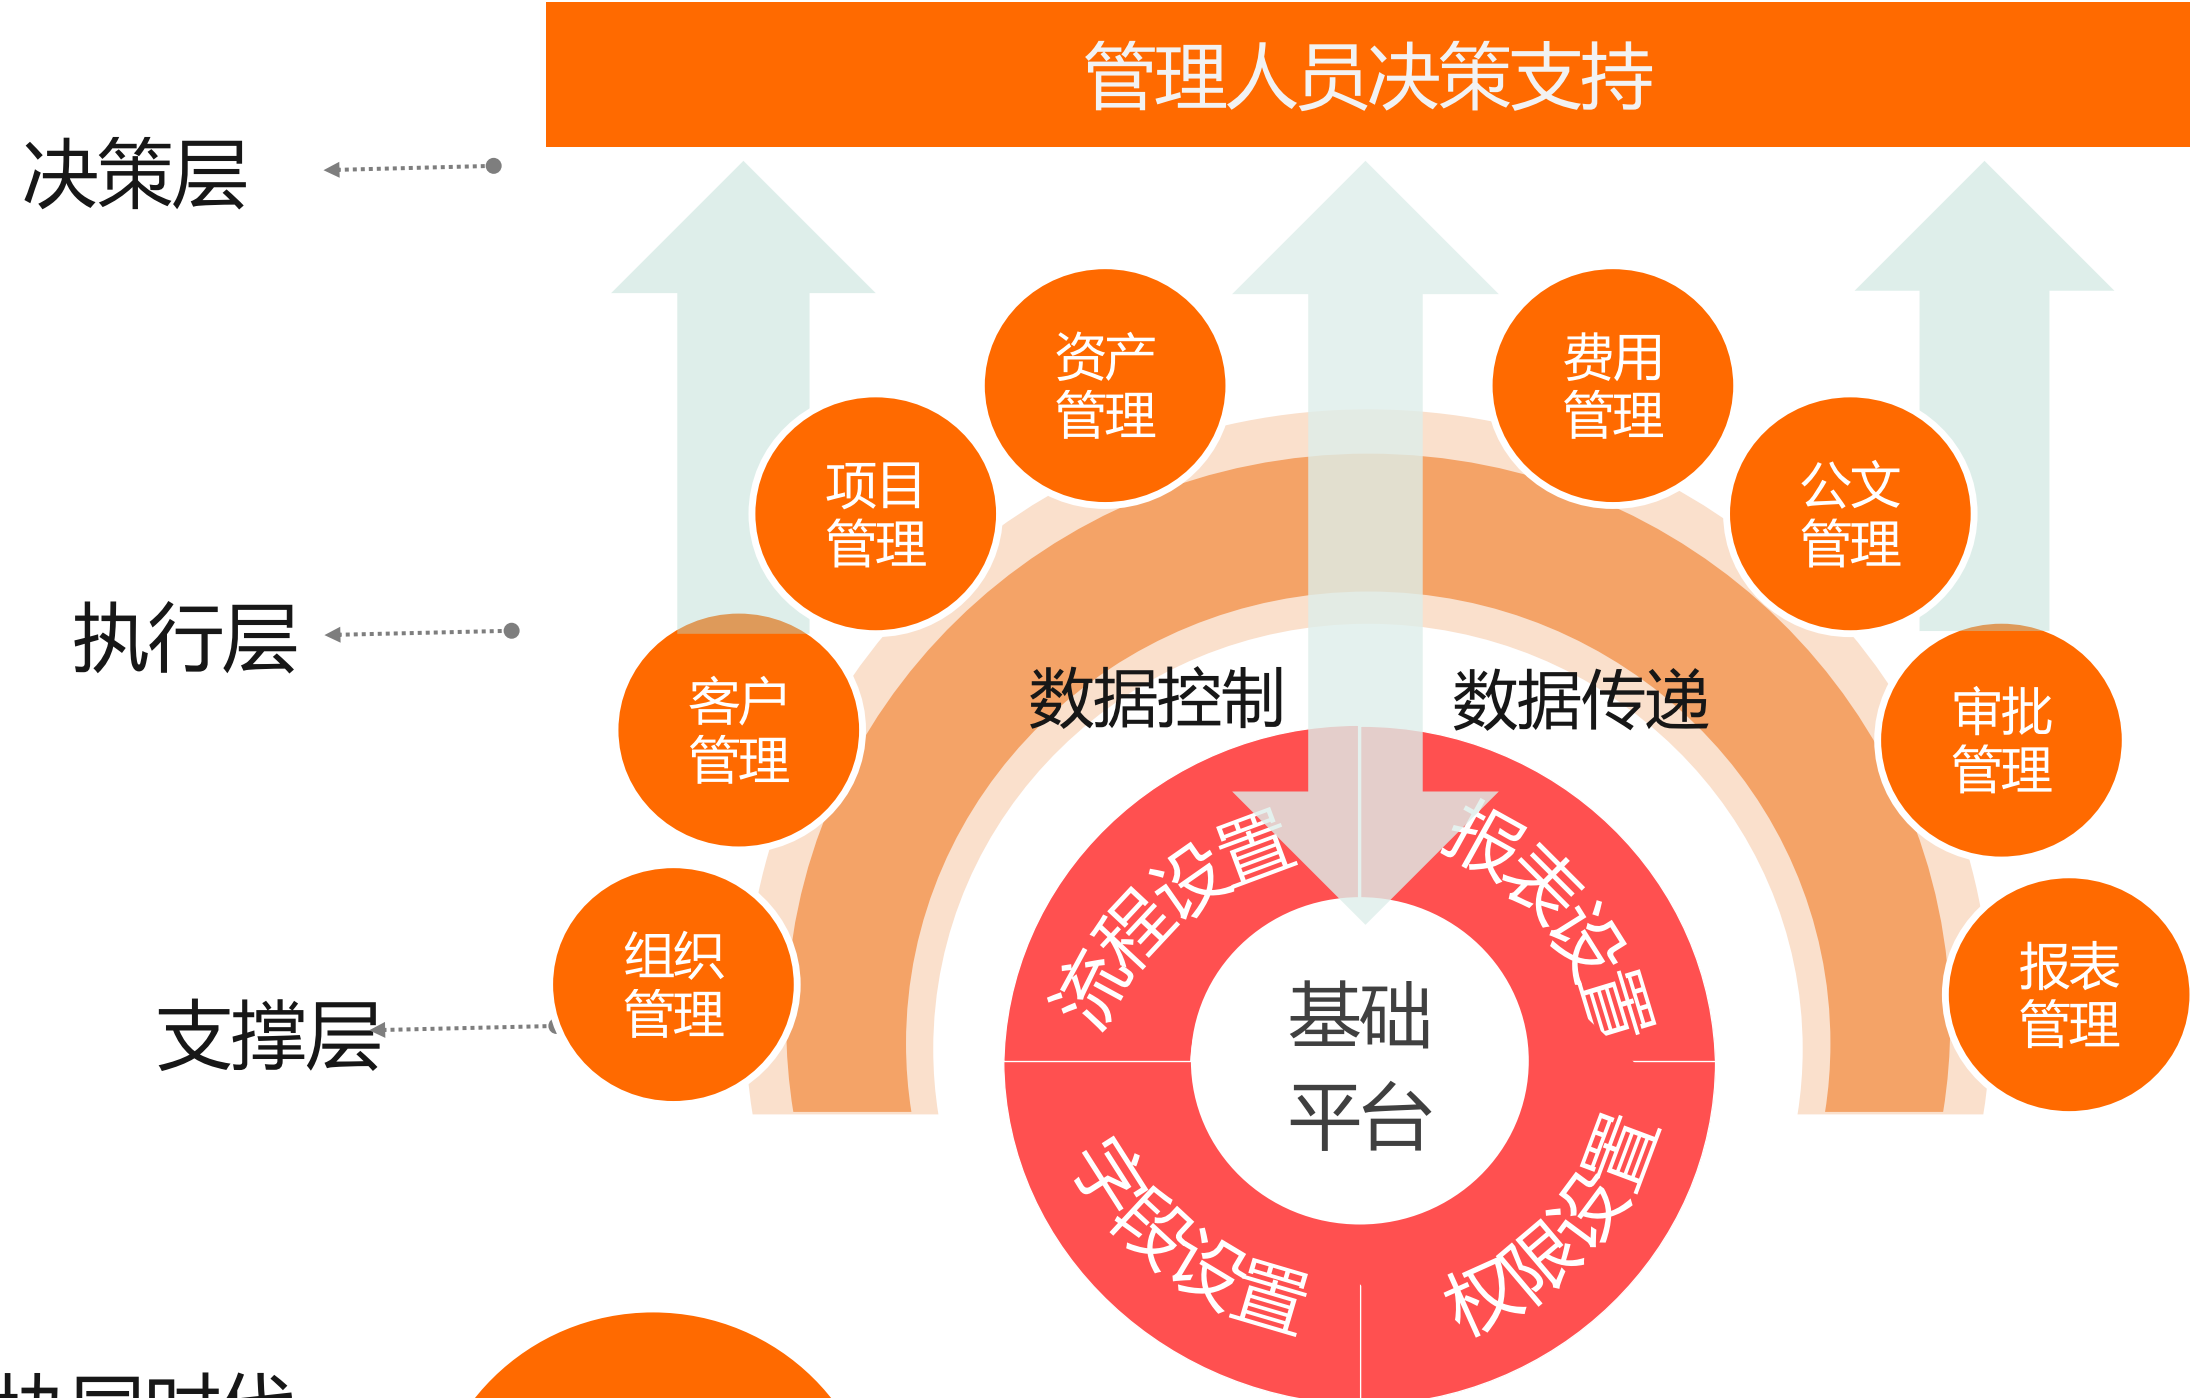 管理人员决策支持
决策层
资产
管理
费用
管理
项目
管理
公文
管理
执行层
数据控制
数据传递
客户
管理
审批
管理
流程设置
报表设置
组织
管理
报表
管理
支撑层
基础
平台
字段设置
权限设置
协同时代